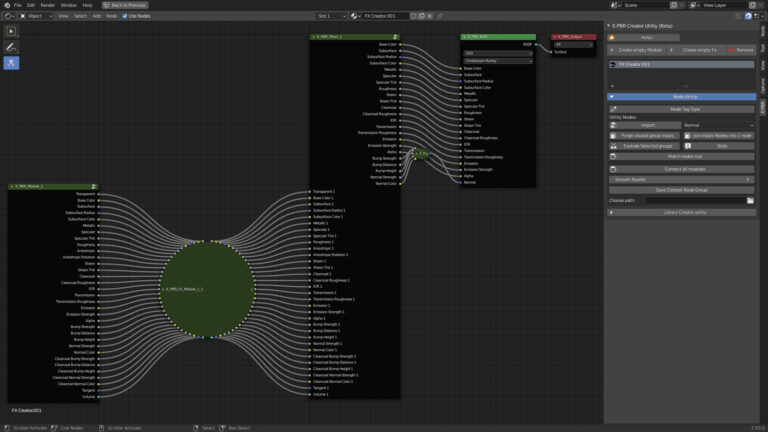 File
Edit
Render
Window
Help
Back to Previous
Scene
View Layer
Object
View
Select
Add
Node
Use Nodes
Slot 1
FX Creator.001
E-PBR Creator Utility (Beta)
Helps
Create empty Module
Create empty Fx
Remove
FX Creator.001
Node Utility
Node Tag Type
Utility Nodes:
Import:
Normal
Purge unused group inputs
Join Inputs Nodes into 1 node
Explode Selected groups
Stats
Match nodes size
Connect all modules
Smooth Noodls
5
Save Context Node Group
Choose path
Library Creator Utility
Node
Tool
View
Options
E-PBR
E_PBR_Mixer_1
Base Color
Subsurface
Subsurface Radius
Subsurface Color
Metallic
Specular
Specular Tint
Roughness
Sheen
Sheen Tint
Clearcoat
Clearcoat Roughness
IOR
Transmission
Transmission Roughness
Emission
Emission Strength
Alpha
Bump Strength
Bump Distance
Bump Height
Normal Strength
Normal Color
Transparent 1
Base Color 1
Subsurface 1
Subsurface Radius 1
Subsurface Color 1
Metallic 1
Specular 1
Specular Tint 1
Roughness 1
Anisotropic 1
Anisotropic Rotation 1
Sheen 1
Sheen Tint 1
Clearcoat 1
Clearcoat Roughness 1
IOR 1
Transmission 1
Transmission Roughness 1
Emission 1
Emission Strength 1
Alpha 1
Bump Strength 1
Bump Distance 1
Bump Height 1
Normal Strength 1
Normal Color 1
Clearcoat Bump Strength 1
Clearcoat Bump Distance 1
Clearcoat Bump Height 1
Clearcoat Normal Strength 1
Clearcoat Normal Color 1
Tangent 1
Volume 1
BSDF
GGX
Christensen-Burley
Base Color
Subsurface
Subsurface Radius
Subsurface Color
Metallic
Specular
Specular Tint
Roughness
Sheen
Sheen Tint
Clearcoat
Clearcoat Roughness
IOR
Transmission
Transmission Roughness
Emission
Emission Strength
Alpha
Normal
E_PBR_Output
All
Surface
E_PBR_Module_1
Transparent
Base Color
Subsurface
Subsurface Radius
Subsurface Color
Metallic
Specular
Specular Tint
Roughness
Anisotropic
Anisotropic Rotation
Sheen
Sheen Tint
Clearcoat
Clearcoat Roughness
IOR
Transmission
Transmission Roughness
Emission
Emission Strength
Alpha
Bump Strength
Bump Distance
Bump Height
Normal Strength
Normal Color
Clearcoat Bump Strength
Clearcoat Bump Distance
Clearcoat Bump Height
Clearcoat Normal Strength
Clearcoat Normal Color
Tangent
Volume
E_PBR_Fx_Module_1_1
FX Creator.001
Scroller Activate
Link Nodes
Scroller Activate
Select
Box Select
2.93.0